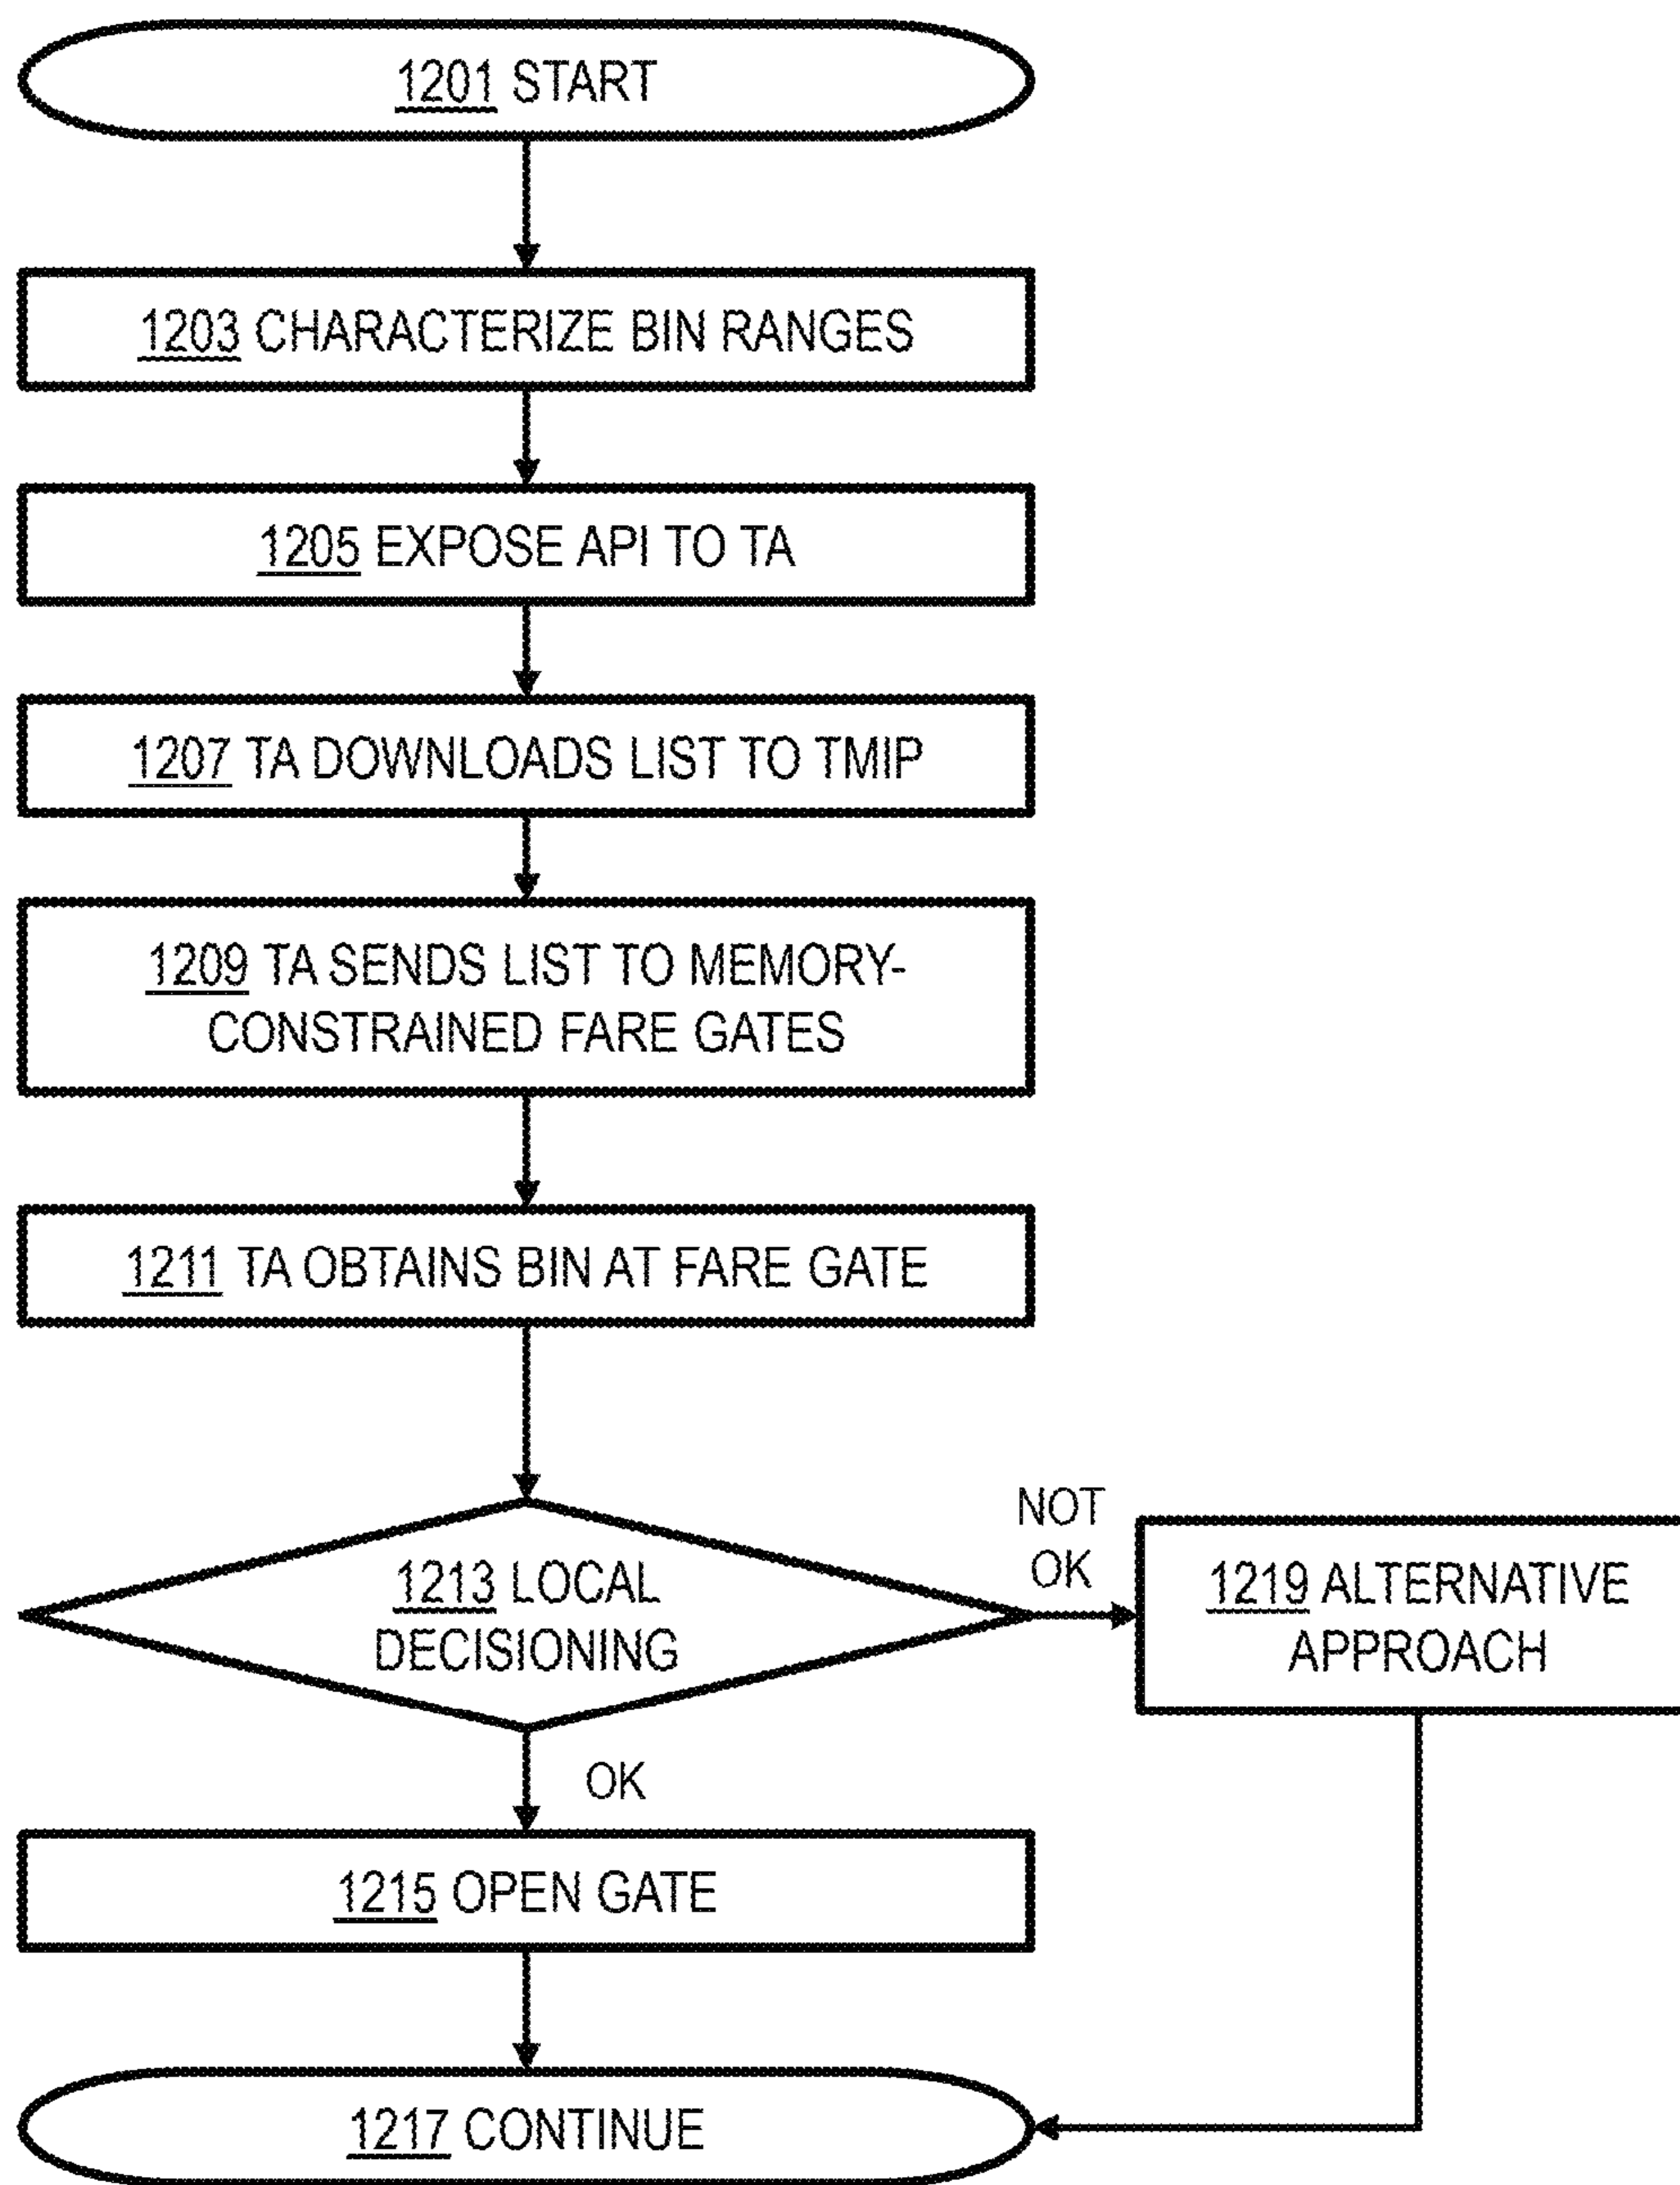 1201 START
1203 CHARACTERIZE BIN RANGES
1205 EXPOSE API TO TA
1207 TA DOWNLOADS LIST TO TMIP
1209 TA SENDS LIST TO MEMORY-
CONSTRAINED FARE GATES
1211 TA OBTAINS BIN AT FARE GATE
1213 LOCAL
DECISIONING
NOT
OK
1219 ALTERNATIVE
APPROACH
OK
1215 OPEN GATE
1217 CONTINUE